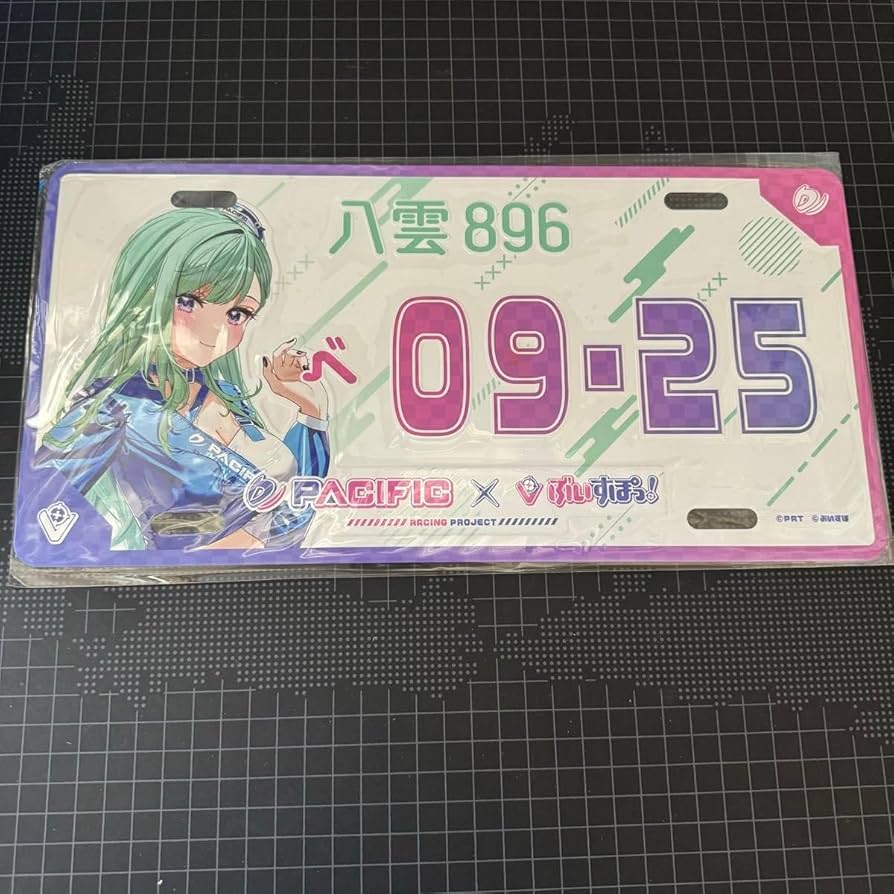 八雲 896
べ 09-25
PACIFIC
PACIFIC × ぶいすぽっ!
RACING PROJECT
©PRT ©ぶいすぽ